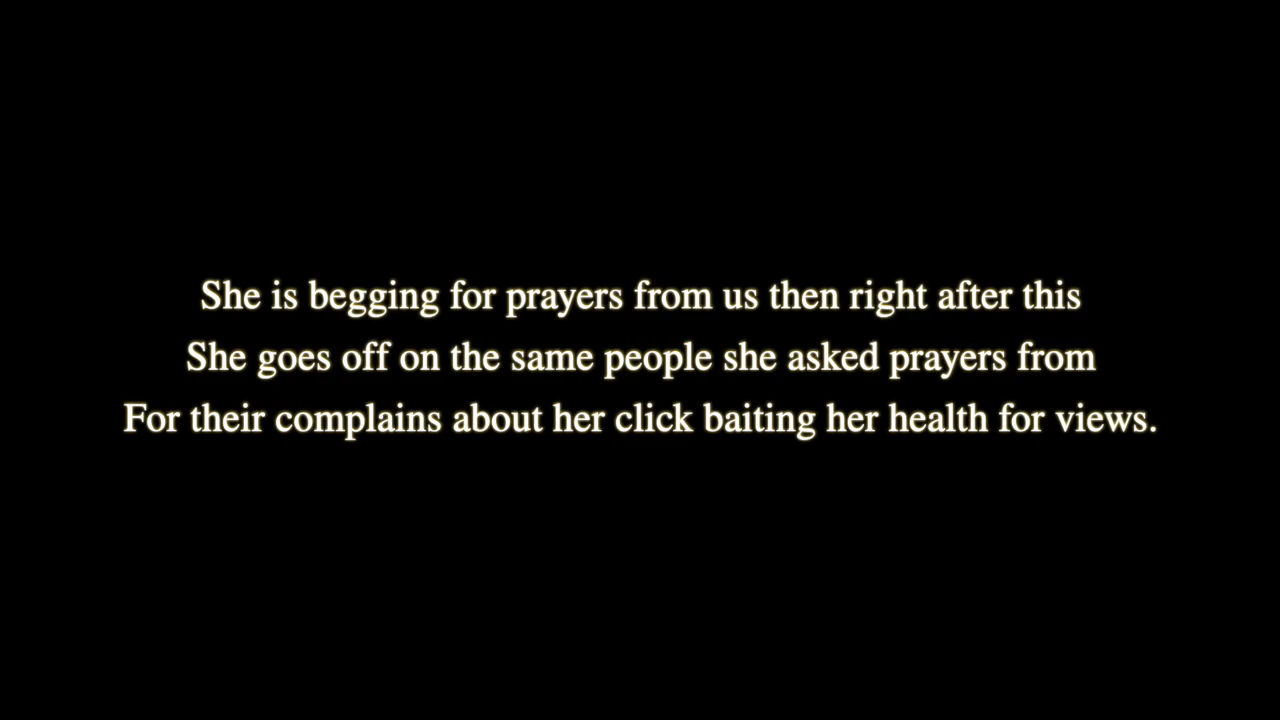 She is begging for prayers from us then right after this
She goes off on the same people she asked prayers from
For their complains about her click baiting her health for views.